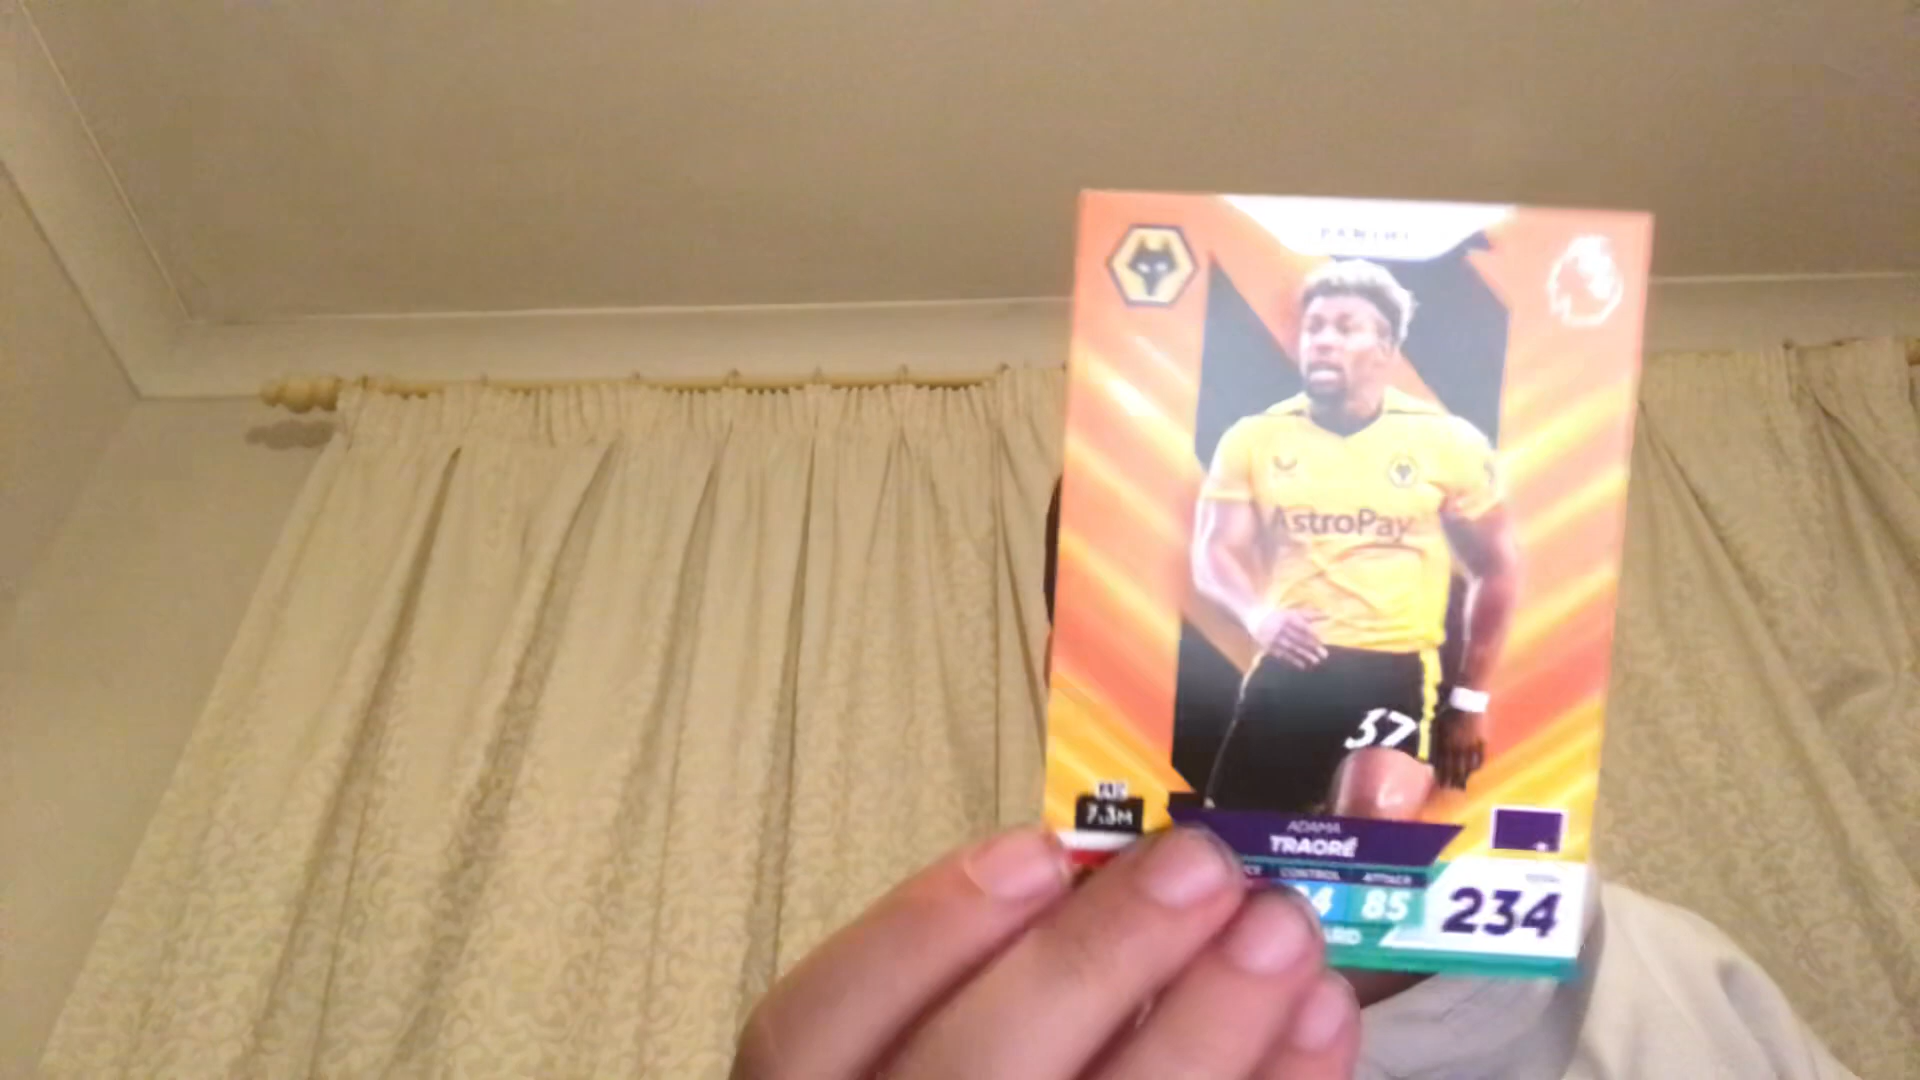 PANINI
AstroPay
37
7.3M
ADAMA
TRAORÉ
CONTROL ATTACK
85
234